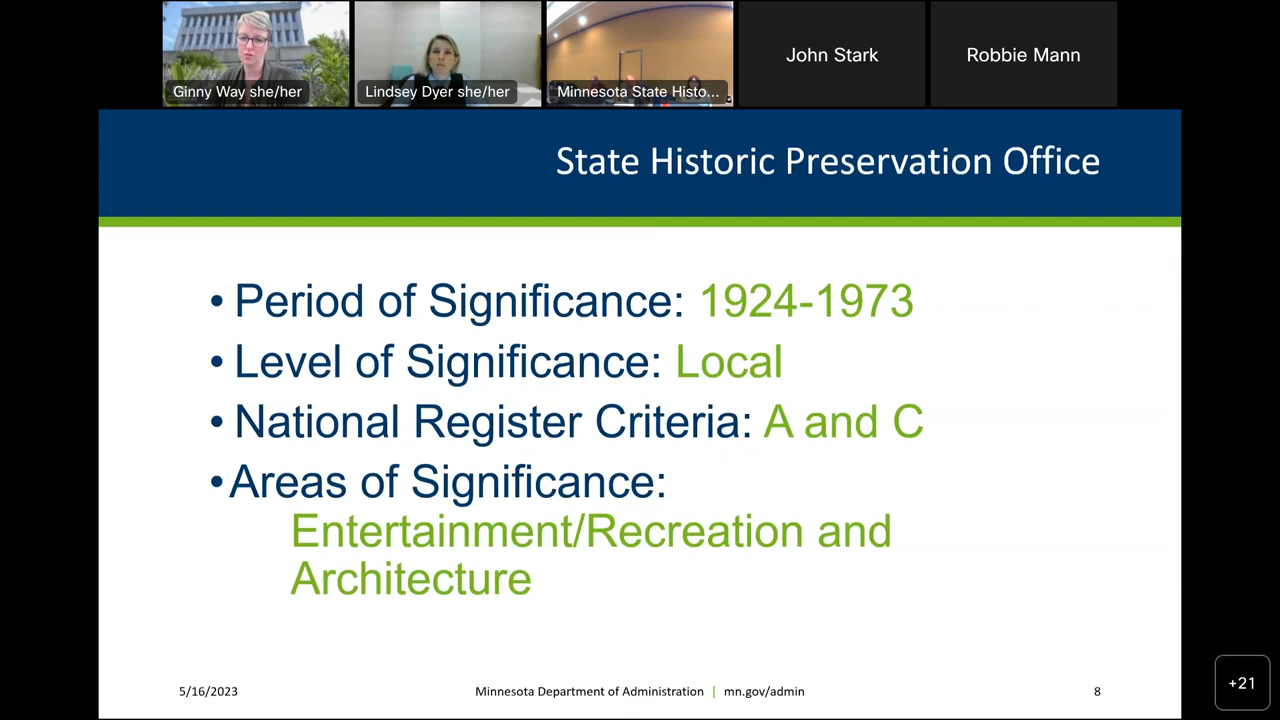 Ginny Way she/her
Lindsey Dyer she/her
Minnesota State Histo...
John Stark
Robbie Mann
State Historic Preservation Office
• Period of Significance: 1924-1973
• Level of Significance: Local
• National Register Criteria: A and C
• Areas of Significance:
Entertainment/Recreation and
Architecture
5/16/2023
Minnesota Department of Administration | mn.gov/admin
8
+21